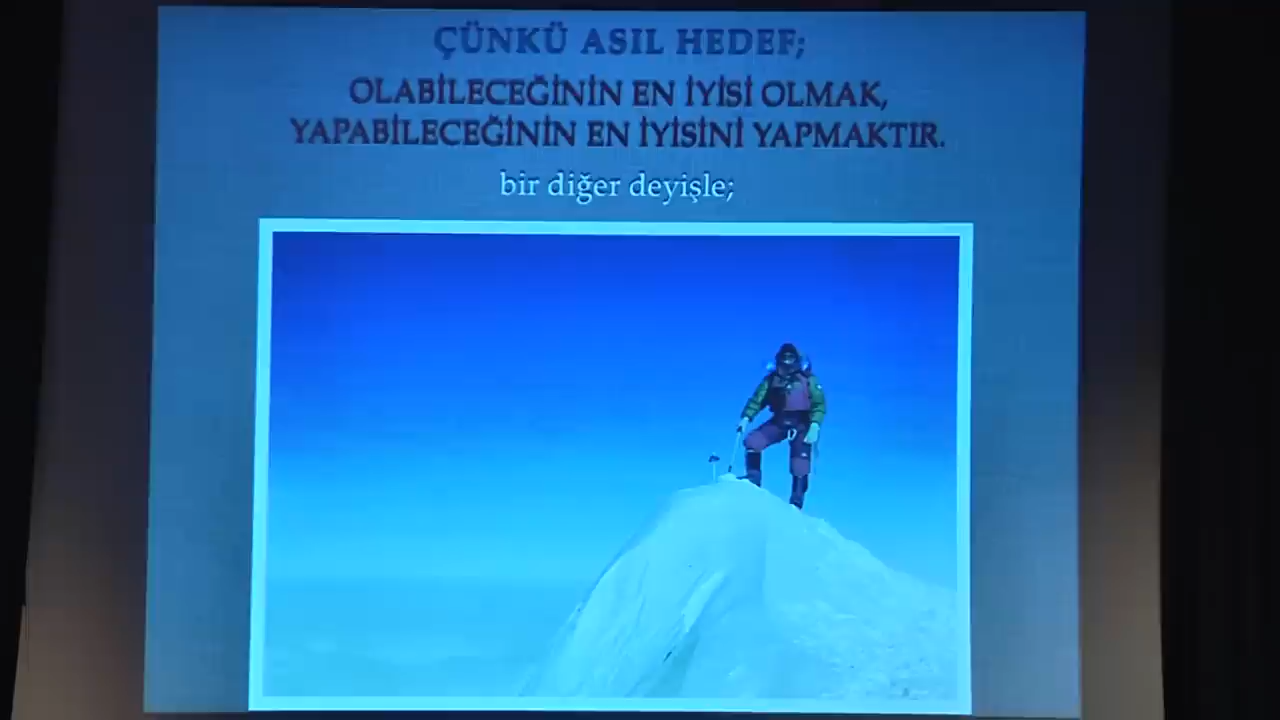 ÇÜNKÜ ASIL HEDEF;
OLABİLECEĞİNİN EN İYİSİ OLMAK,
YAPABİLECEĞİNİN EN İYİSİNİ YAPMAKTIR.
bir diğer deyişle;